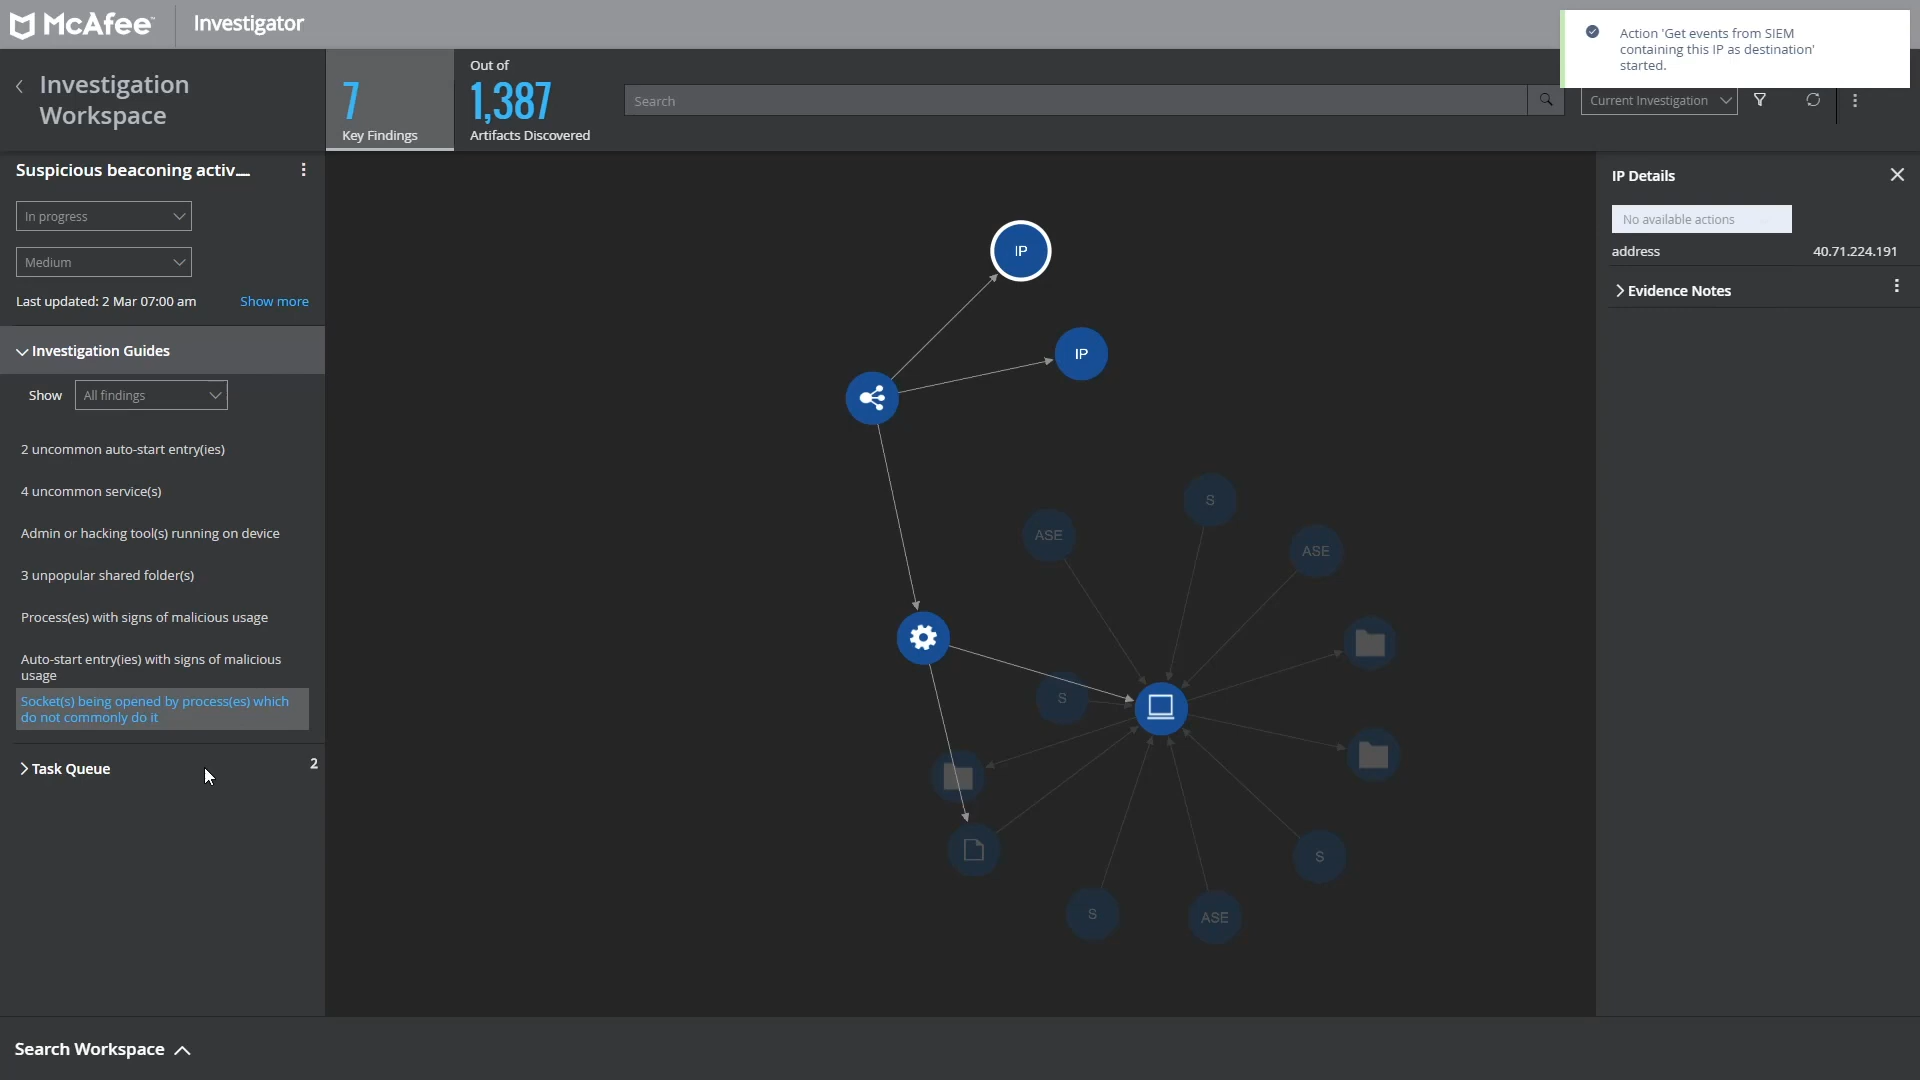 McAfee
Investigator
Action 'Get events from SIEM
containing this IP as destination'
started.
Investigation
Workspace
7
Key Findings
Out of
1,387
Artifacts Discovered
Search
Current Investigation
Suspicious beaconing activ...
In progress
Medium
Last updated: 2 Mar 07:00 am
Show more
Investigation Guides
Show
All findings
2 uncommon auto-start entry(ies)
4 uncommon service(s)
Admin or hacking tool(s) running on device
3 unpopular shared folder(s)
Process(es) with signs of malicious usage
Auto-start entry(ies) with signs of malicious
usage
Socket(s) being opened by process(es) which
do not commonly do it
Task Queue
2
IP
IP
S
ASE
ASE
S
S
S
ASE
IP Details
No available actions
address
40.71.224.191
Evidence Notes
Search Workspace